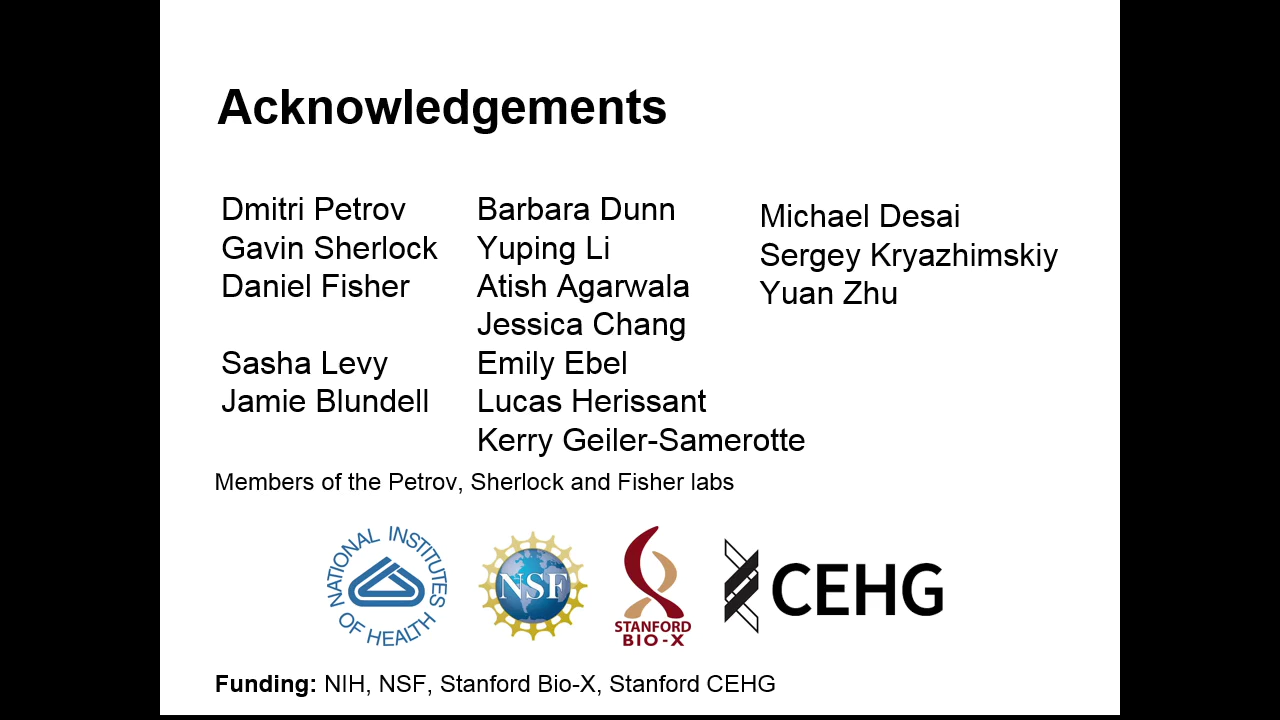 Acknowledgements
Dmitri Petrov
Gavin Sherlock
Daniel Fisher
Sasha Levy
Jamie Blundell
Barbara Dunn
Yuping Li
Atish Agarwala
Jessica Chang
Emily Ebel
Lucas Herissant
Kerry Geiler-Samerotte
Michael Desai
Sergey Kryazhimskiy
Yuan Zhu
Members of the Petrov, Sherlock and Fisher labs
NATIONAL INSTITUTES OF HEALTH
NSF
STANFORD
BIO-X
CEHG
Funding: NIH, NSF, Stanford Bio-X, Stanford CEHG